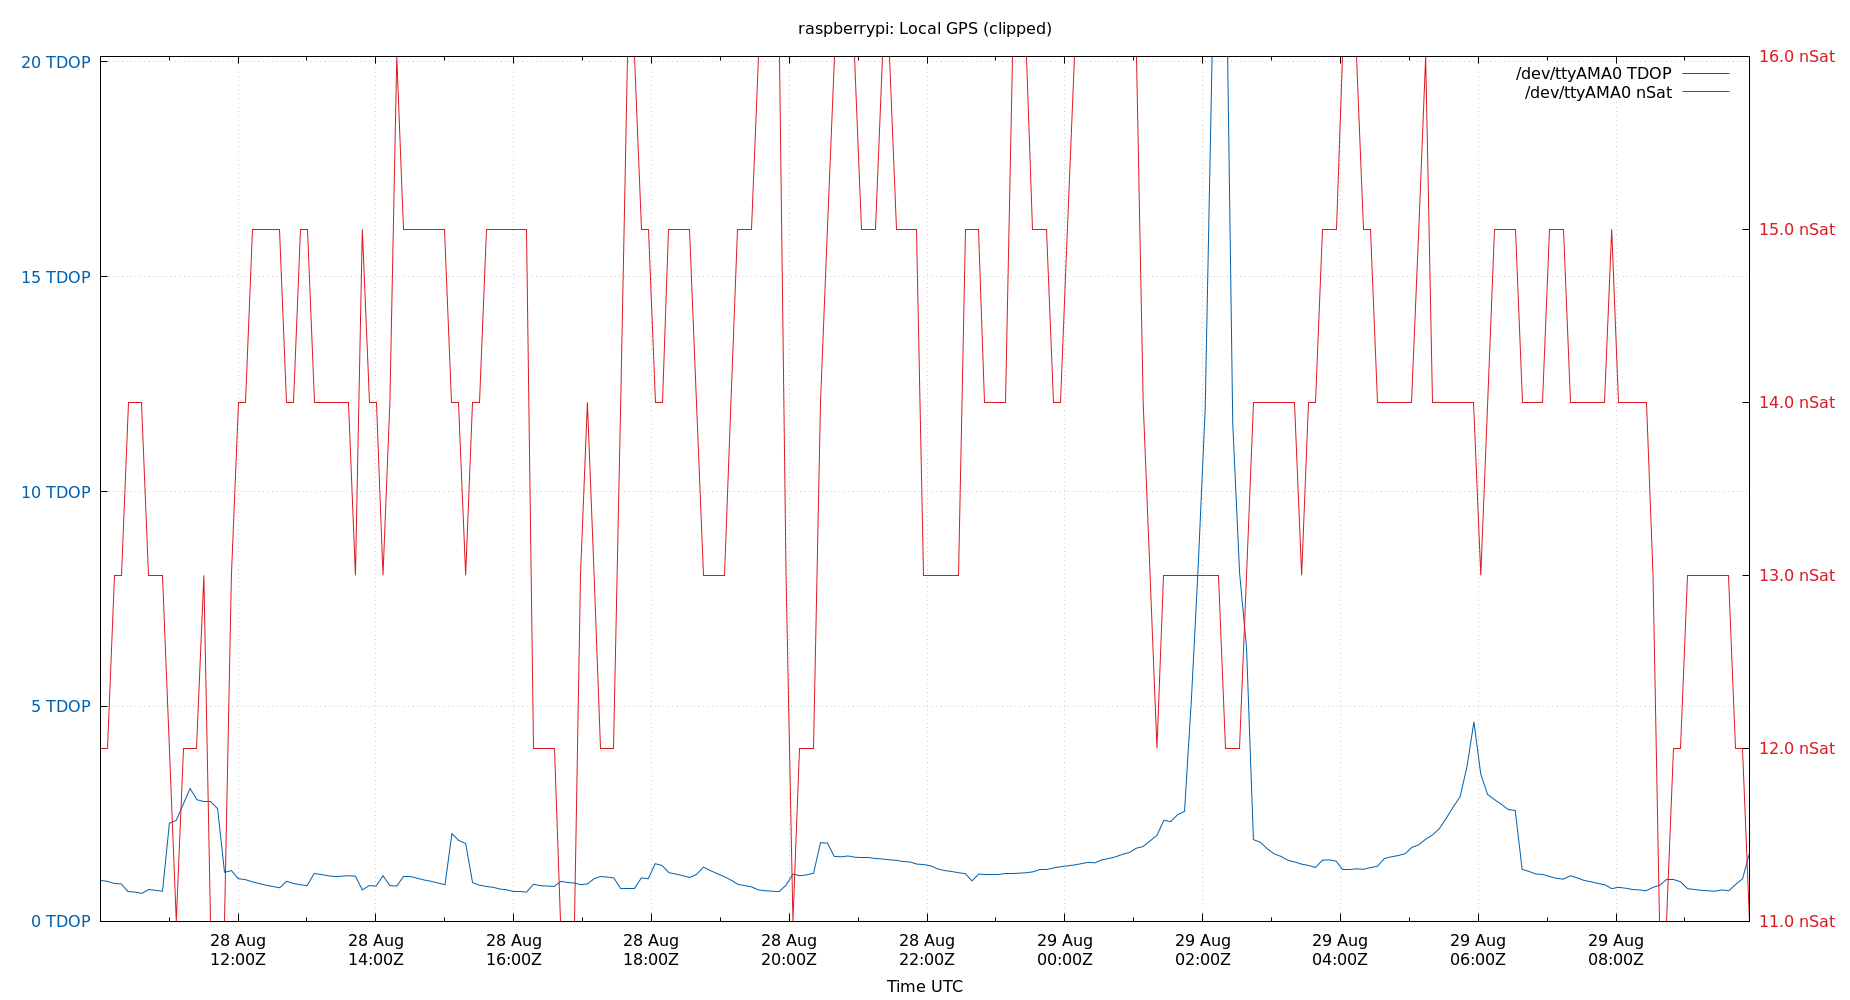 raspberrypi: Local GPS (clipped)
20 TDOP
15 TDOP
10 TDOP
5 TDOP
0 TDOP
16.0 nSat
15.0 nSat
14.0 nSat
13.0 nSat
12.0 nSat
11.0 nSat
/dev/ttyAMA0 TDOP
/dev/ttyAMA0 nSat
28 Aug
12:00Z
28 Aug
14:00Z
28 Aug
16:00Z
28 Aug
18:00Z
28 Aug
20:00Z
28 Aug
22:00Z
29 Aug
00:00Z
29 Aug
02:00Z
29 Aug
04:00Z
29 Aug
06:00Z
29 Aug
08:00Z
Time UTC